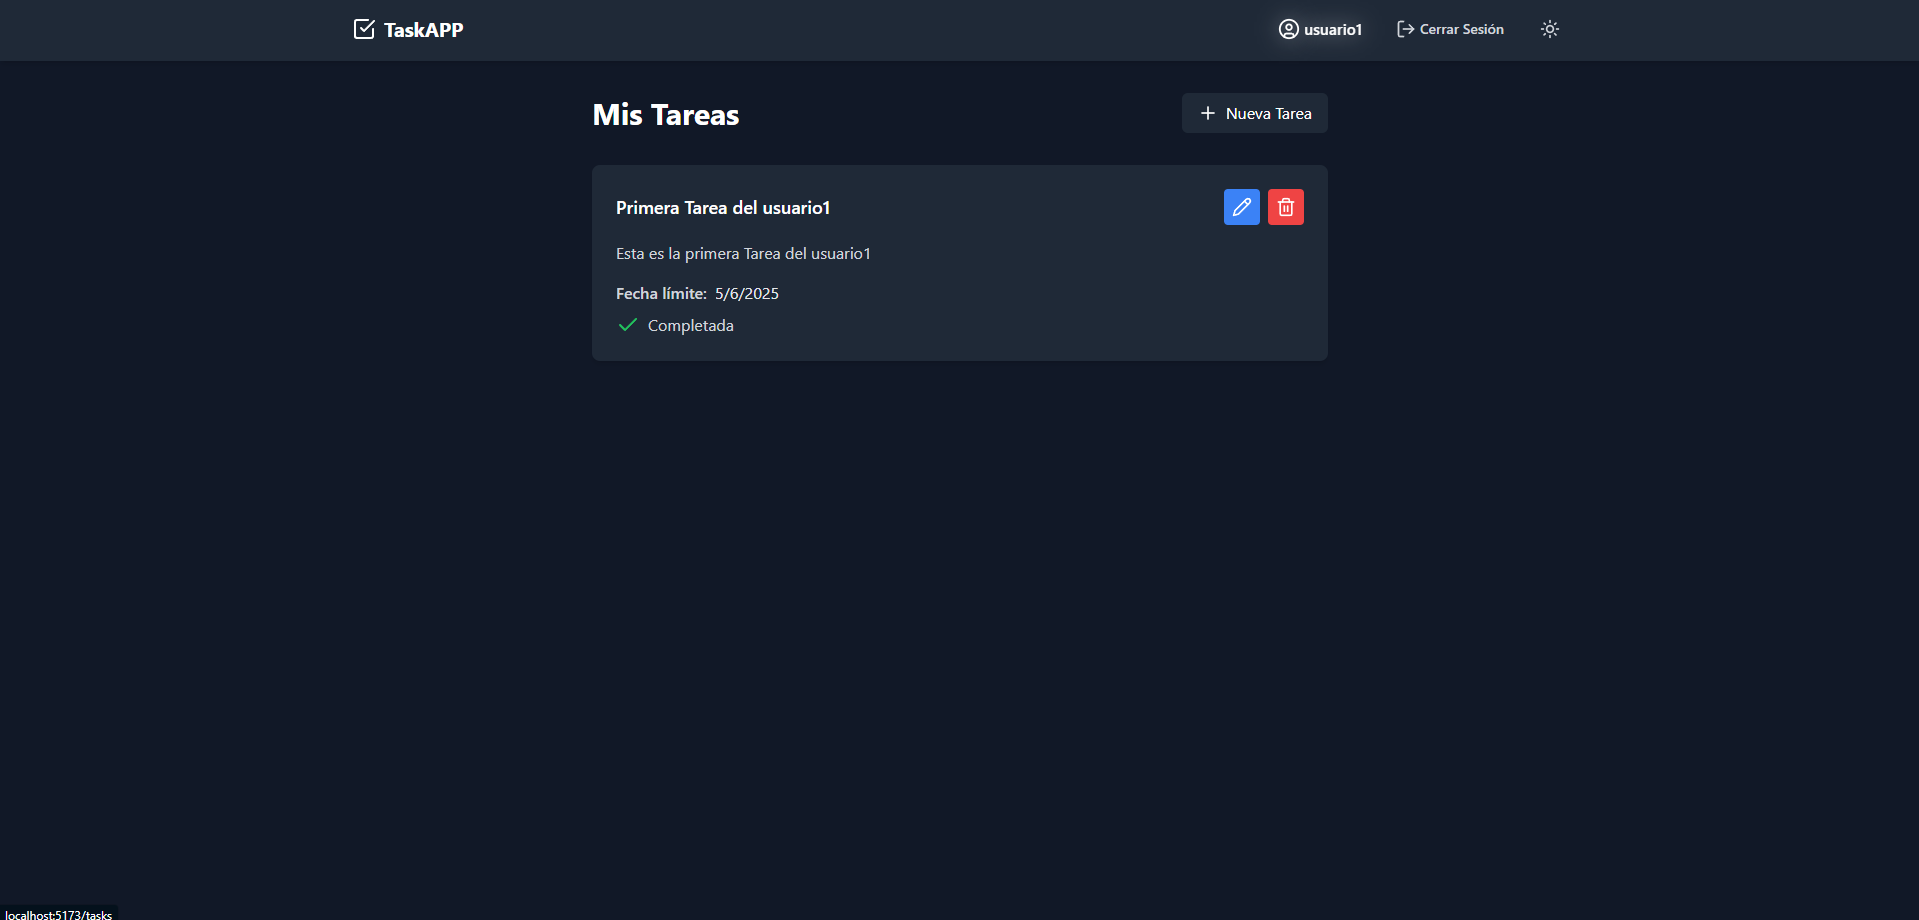 TaskAPP
usuario1
Cerrar Sesión
Mis Tareas
Nueva Tarea
Primera Tarea del usuario1
Esta es la primera Tarea del usuario1
Fecha límite: 5/6/2025
Completada
localhost:5173/tasks